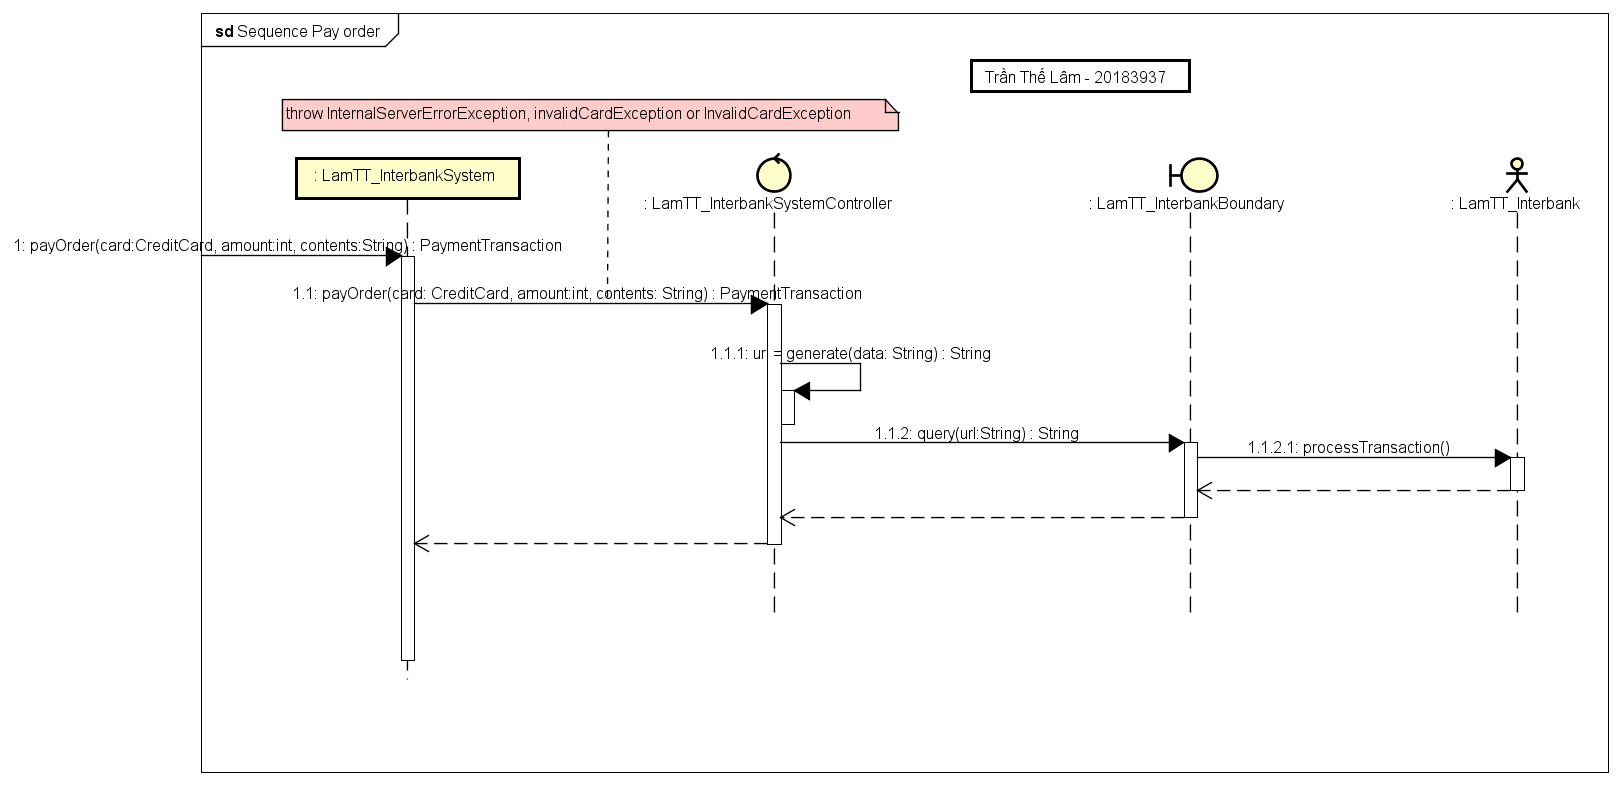 sd Sequence Pay order
Trần Thế Lâm - 20183937
throw InternalServerErrorException, invalidCardException or InvalidCardException
: LamTT_InterbankSystem
: LamTT_InterbankSystemController
: LamTT_InterbankBoundary
: LamTT_Interbank
1: payOrder(card:CreditCard, amount:int, contents:String) : PaymentTransaction
1.1: payOrder(card: CreditCard, amount:int, contents: String) : PaymentTransaction
1.1.1: url = generate(data: String) : String
1.1.2: query(url:String) : String
1.1.2.1: processTransaction()